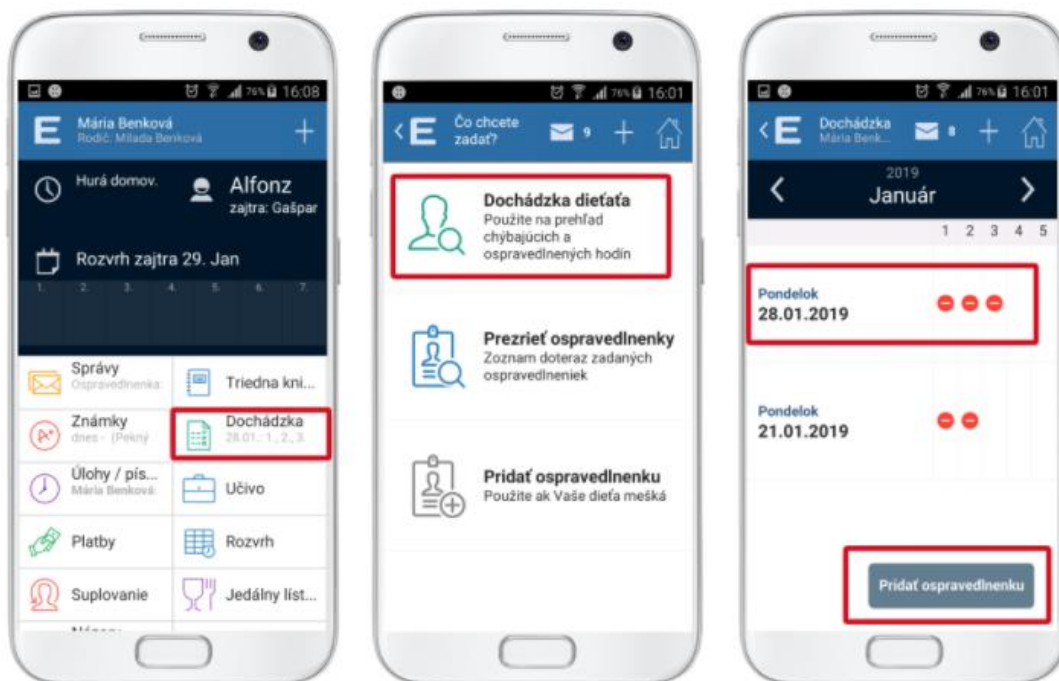 76% 16:08
E Mária Benková
Rodič: Milada Benková
+
Hurá domov.
Alfonz
zajtra: Gašpar
Rozvrh zajtra 29. Jan
1. 2. 3. 4. 5. 6. 7.
Správy
Ospravedlnenka:
Triedna kni...
Známky
dnes - (Pekný
Dochádzka
28.01.: 1., 2., 3.
Úlohy / pís...
Mária Benková:
Učivo
Platby
Rozvrh
Suplovanie
Jedálny líst...
76% 16:01
E Čo chcete
zadať?
9 +
Dochádzka dieťaťa
Použite na prehľad
chýbajúcich a
ospravedlnených hodín
Prezrieť ospravedlnenky
Zoznam doteraz zadaných
ospravedlneniek
Pridať ospravedlnenku
Použite ak Vaše dieťa mešká
76% 16:01
E Dochádzka
Mária Benk...
8 +
2019
Január
1 2 3 4 5
Pondelok
28.01.2019
Pondelok
21.01.2019
Pridať ospravedlnenku